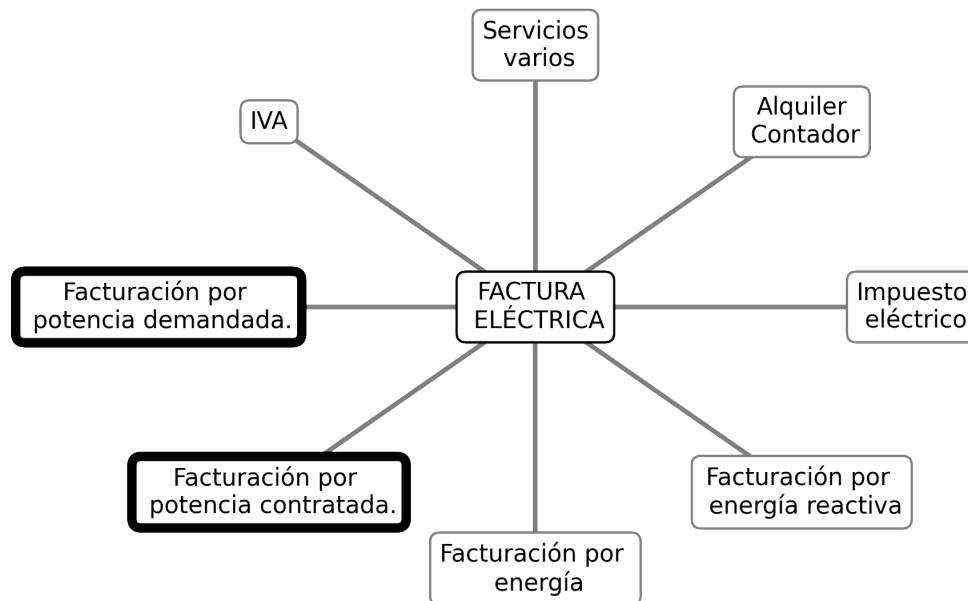 Servicios
varios
Alquiler
Contador
IVA
Facturación por
potencia demandada.
FACTURA
ELÉCTRICA
Impuesto
eléctrico
Facturación por
potencia contratada.
Facturación por
energía reactiva
Facturación por
energía